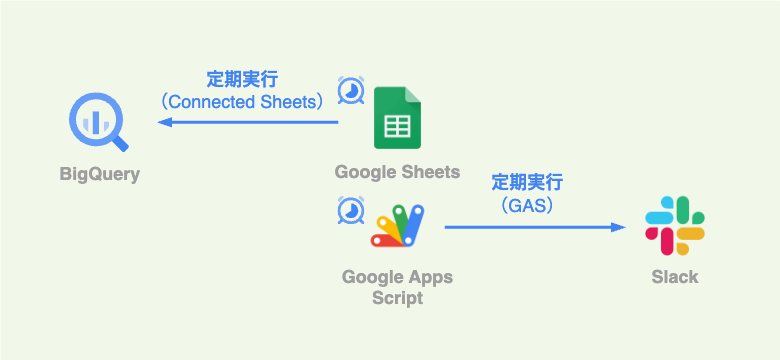 定期実行
（Connected Sheets）
BigQuery
Google Sheets
定期実行
（GAS）
Google Apps
Script
Slack